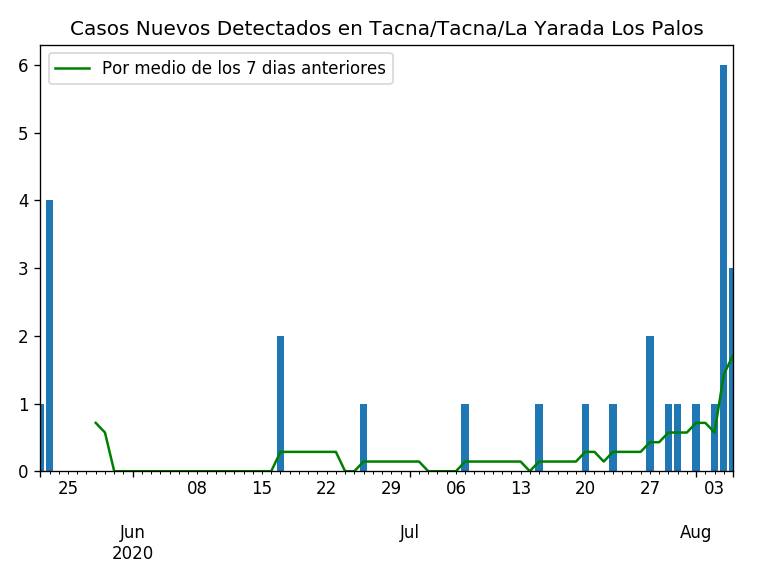 Casos Nuevos Detectados en Tacna/Tacna/La Yarada Los Palos
Por medio de los 7 dias anteriores
6
5
4
3
2
1
0
25 08 15 22 29 06 13 20 27 03
Jun Jul Aug
2020